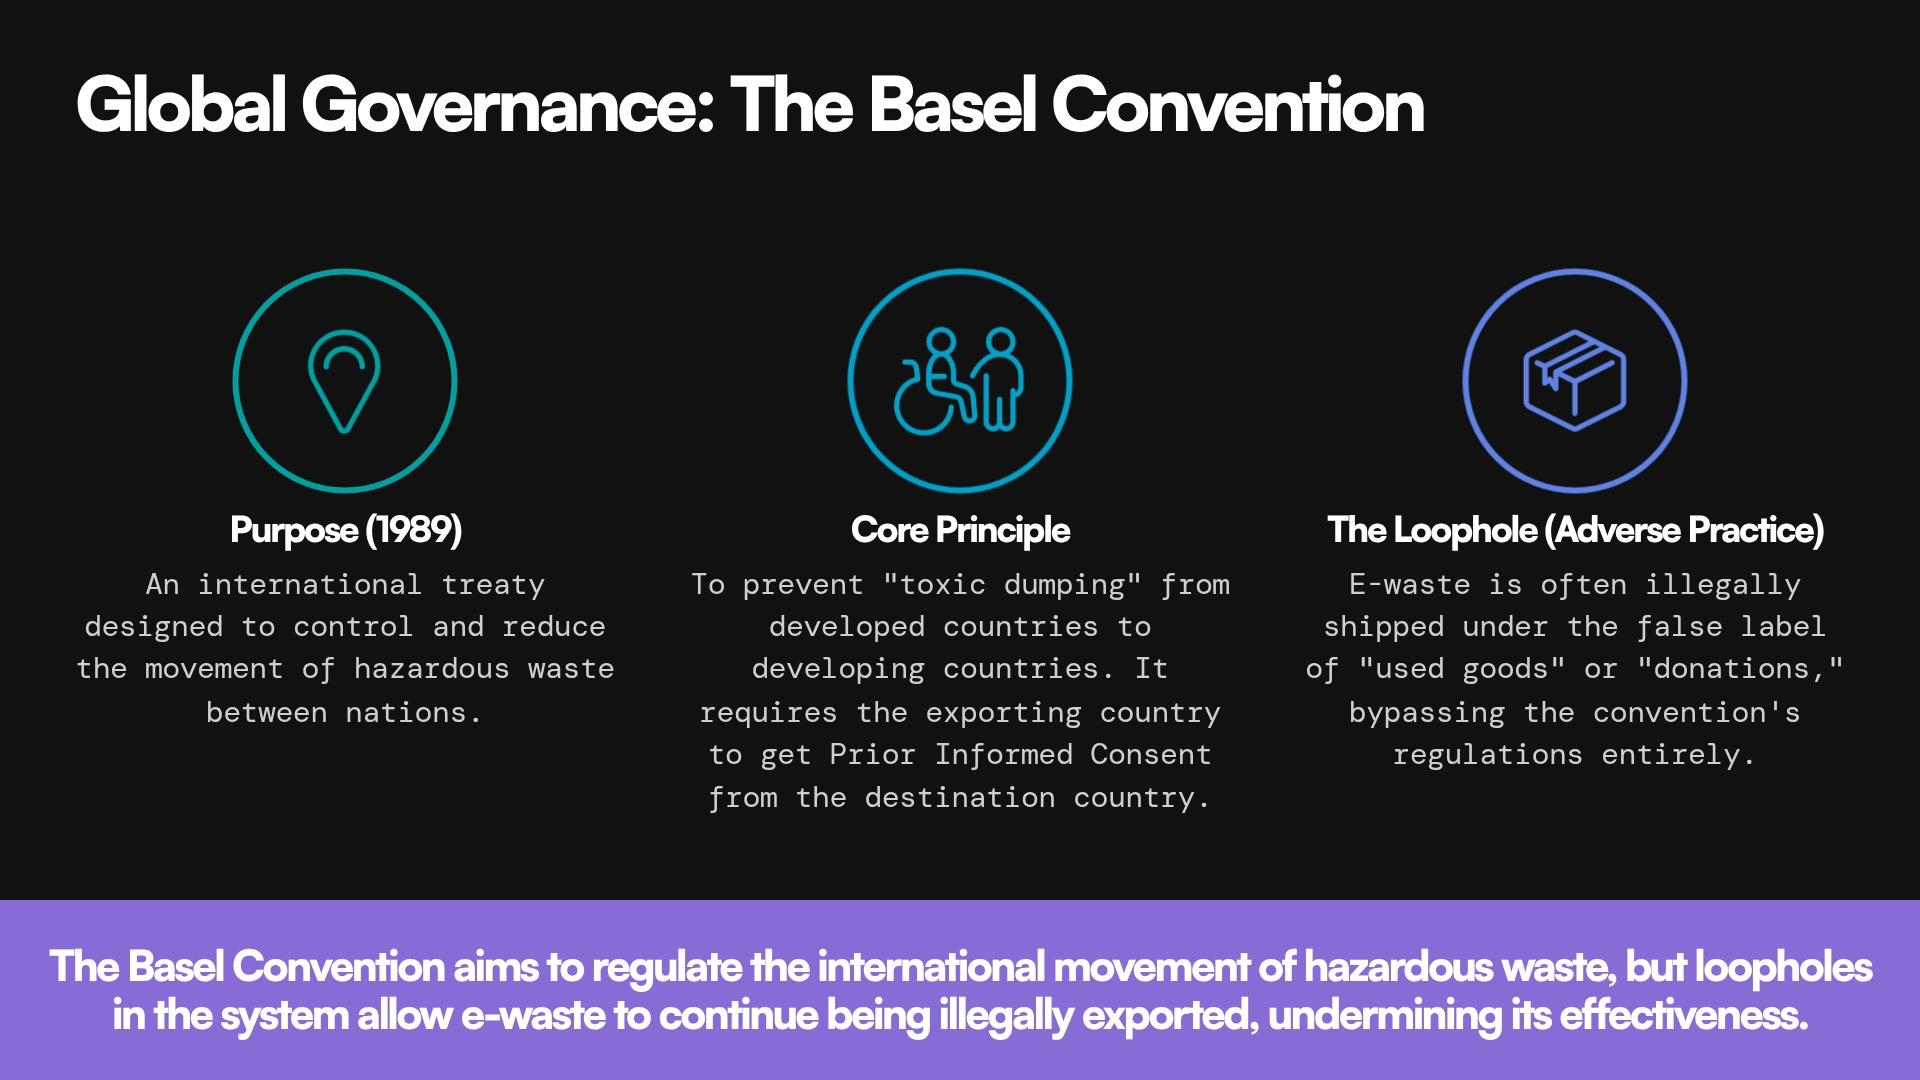 Global Governance: The Basel Convention
Purpose (1989)
An international treaty
designed to control and reduce
the movement of hazardous waste
between nations.
Core Principle
To prevent "toxic dumping" from
developed countries to
developing countries. It
requires the exporting country
to get Prior Informed Consent
from the destination country.
The Loophole (Adverse Practice)
E-waste is often illegally
shipped under the false label
of "used goods" or "donations,"
bypassing the convention's
regulations entirely.
The Basel Convention aims to regulate the international movement of hazardous waste, but loopholes
in the system allow e-waste to continue being illegally exported, undermining its effectiveness.